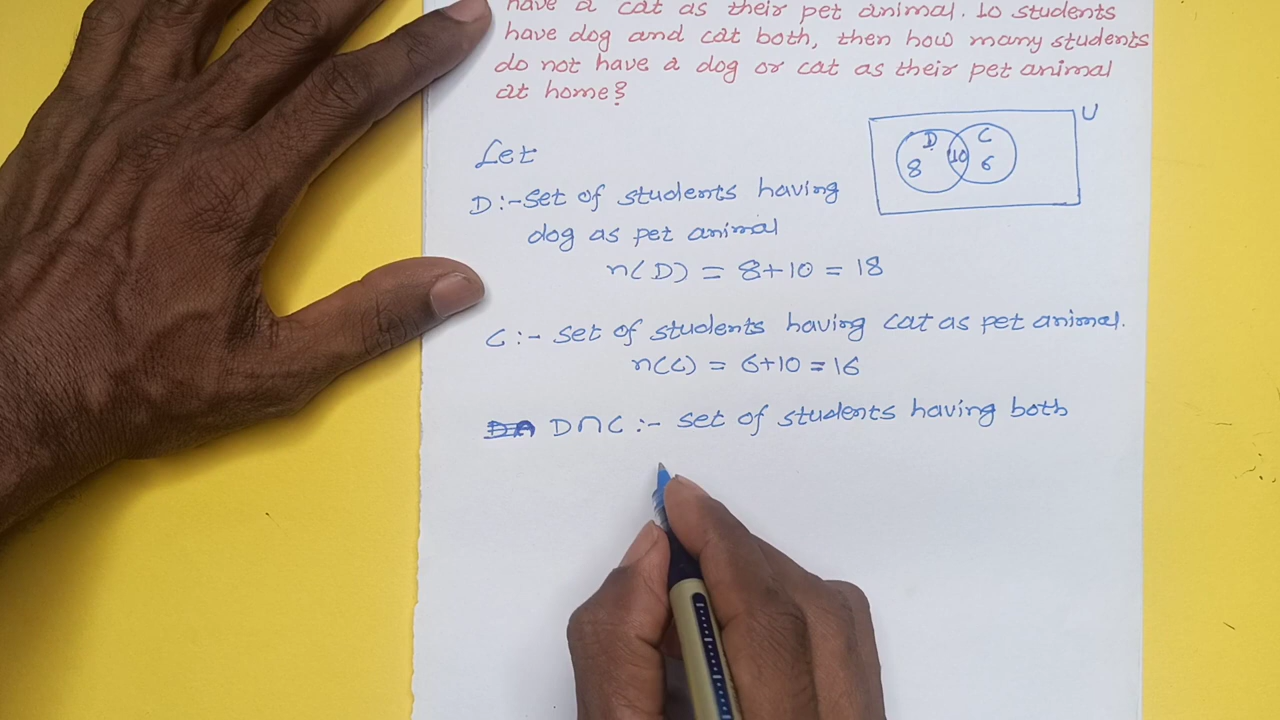 have a cat as their pet animal. 10 students
have dog and cat both, then how many students
do not have a dog or cat as their pet animal
at home?
U
D C
8 10 6
Let
D:- set of students having
dog as pet animal
n(D) = 8+10 = 18
C:- set of students having cat as pet animal.
n(C) = 6+10 = 16
D∩C:- set of students having both